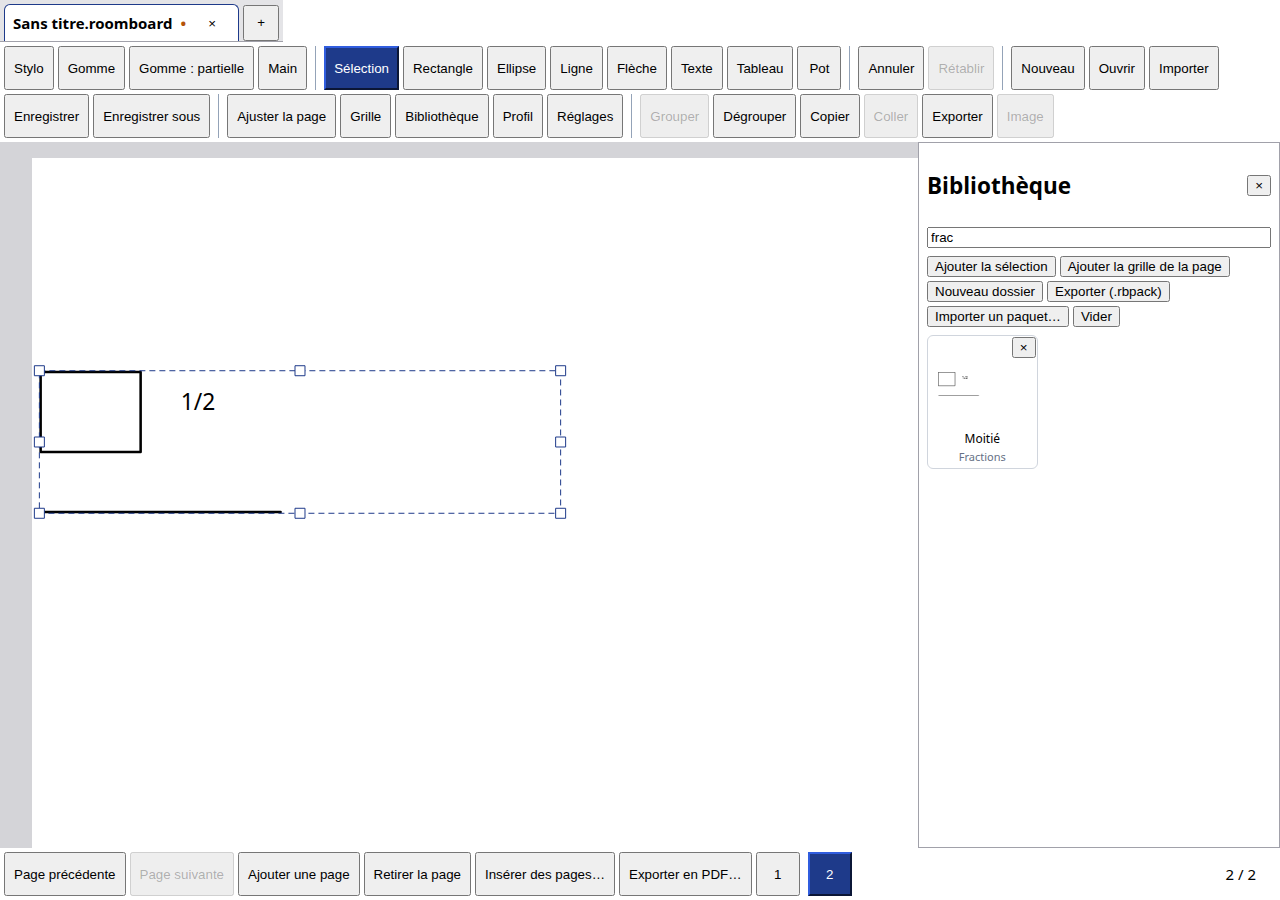 Sans titre.roomboard • × +
Stylo Gomme Gomme : partielle Main Sélection Rectangle Ellipse Ligne Flèche Texte Tableau Pot Annuler Rétablir Nouveau Ouvrir Importer
Enregistrer Enregistrer sous Ajuster la page Grille Bibliothèque Profil Réglages Grouper Dégrouper Copier Coller Exporter Image
Bibliothèque ×
frac
Ajouter la sélection Ajouter la grille de la page
Nouveau dossier Exporter (.rbpack)
Importer un paquet… Vider
×
Moitié
Fractions
1/2
Page précédente Page suivante Ajouter une page Retirer la page Insérer des pages… Exporter en PDF… 1 2 2 / 2